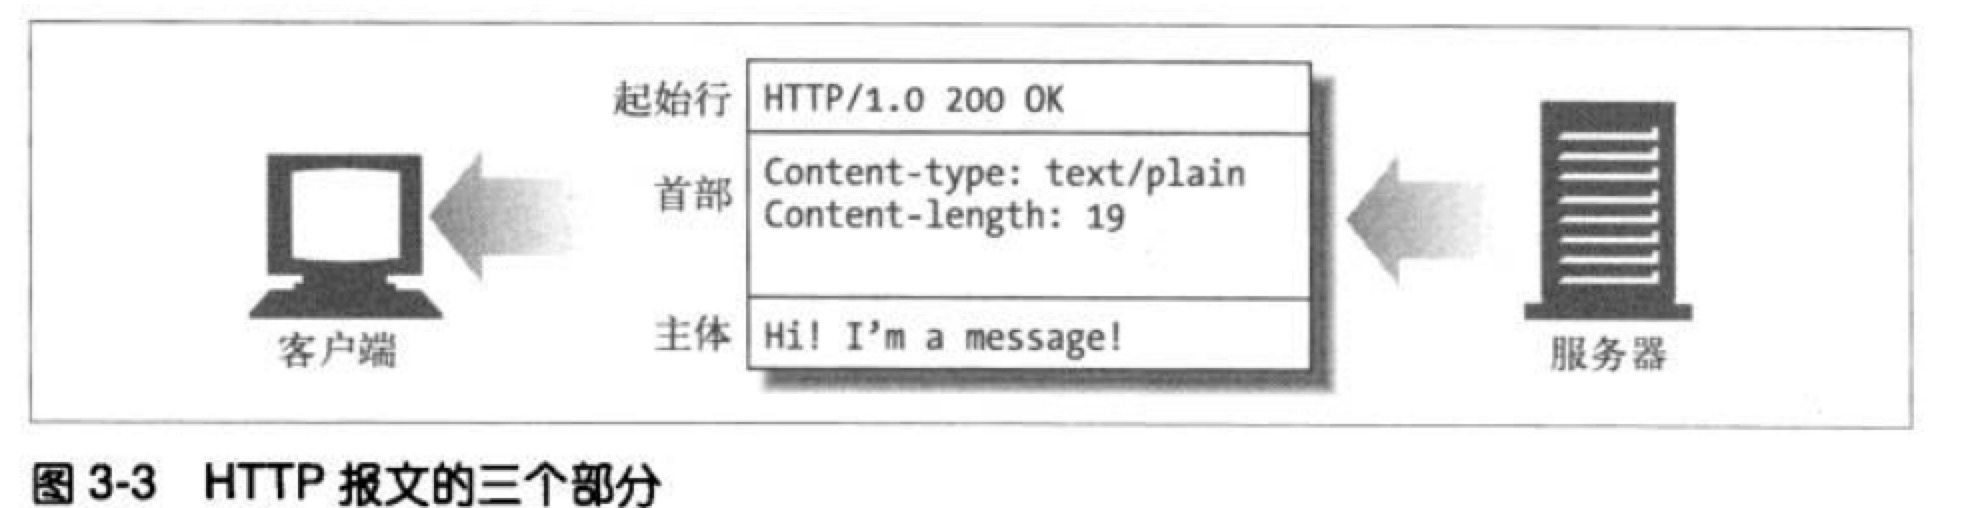 起始行 HTTP/1.0 200 OK
首部 Content-type: text/plain
Content-length: 19
主体 Hi! I’m a message!
客户端
服务器
图 3-3 HTTP 报文的三个部分